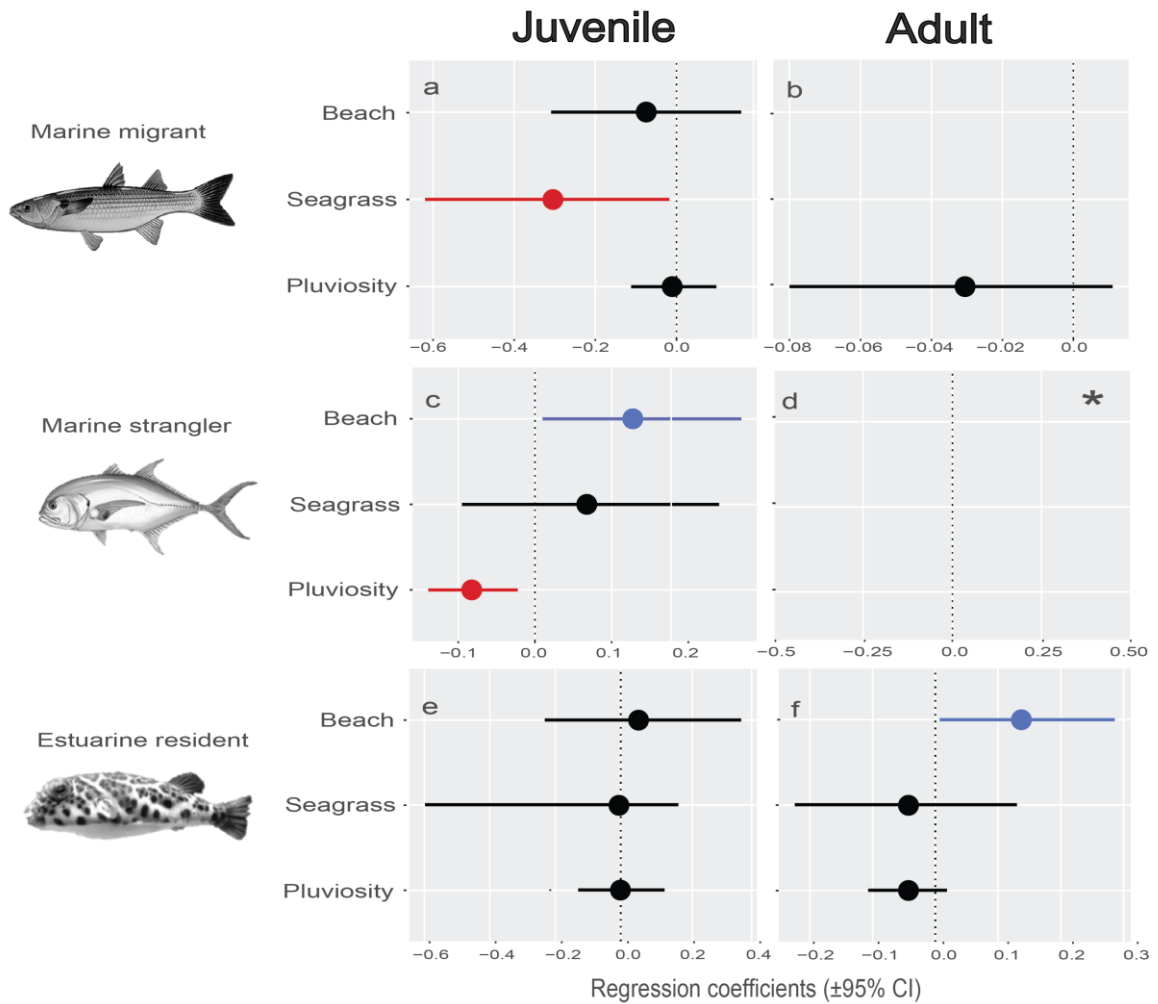 Juvenile Adult
Marine migrant
a b
Beach
Seagrass
Pluviosity
−0.6 −0.4 −0.2 0.0 −0.08 −0.06 −0.04 −0.02 0.0
Marine strangler
c d *
Beach
Seagrass
Pluviosity
−0.1 0.0 0.1 0.2 −0.5 −0.25 0.0 0.25 0.50
Estuarine resident
e f
Beach
Seagrass
Pluviosity
−0.6 −0.2 0.0 0.2 0.4 −0.2 −0.1 0.0 0.1 0.2 0.3
Regression coefficients (±95% CI)